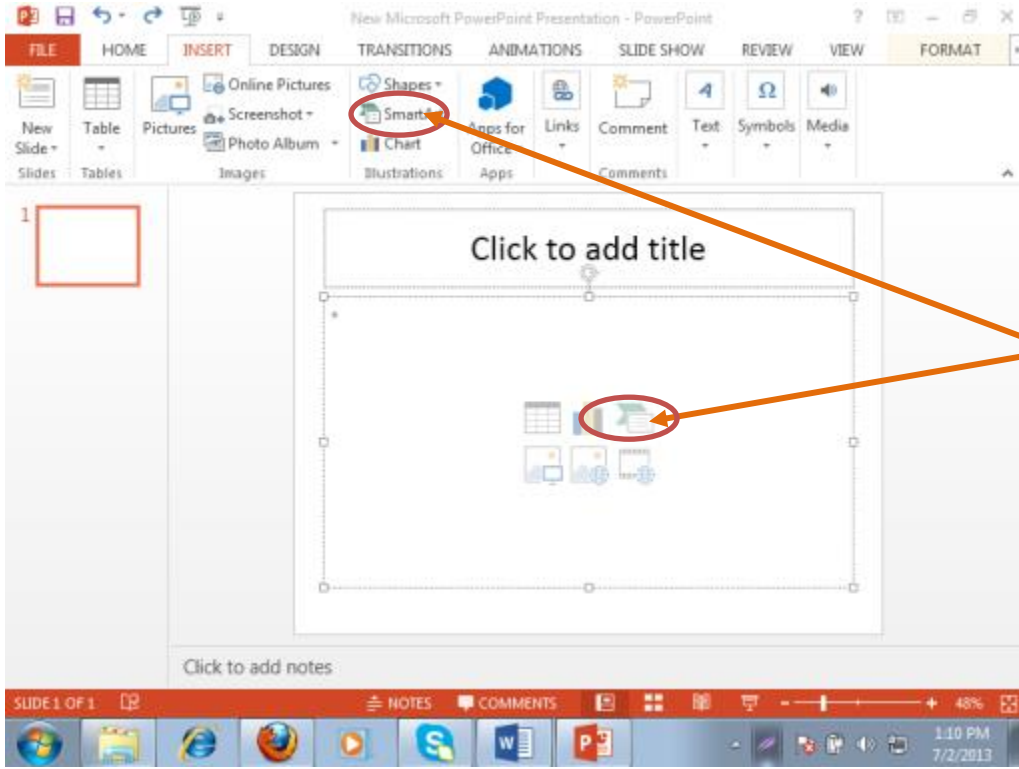 New Microsoft PowerPoint Presentation - PowerPoint ?
FILE HOME INSERT DESIGN TRANSITIONS ANIMATIONS SLIDE SHOW REVIEW VIEW FORMAT
Online Pictures Shapes
Screenshot
New Slide Table Pictures Photo Album Chart Apps for Office Links Comment Text Symbols Media
Slides Tables Images Illustrations Apps Comments
1
Click to add title
Click to add notes
SLIDE 1 OF 1 NOTES COMMENTS 48%
1:10 PM
7/2/2013